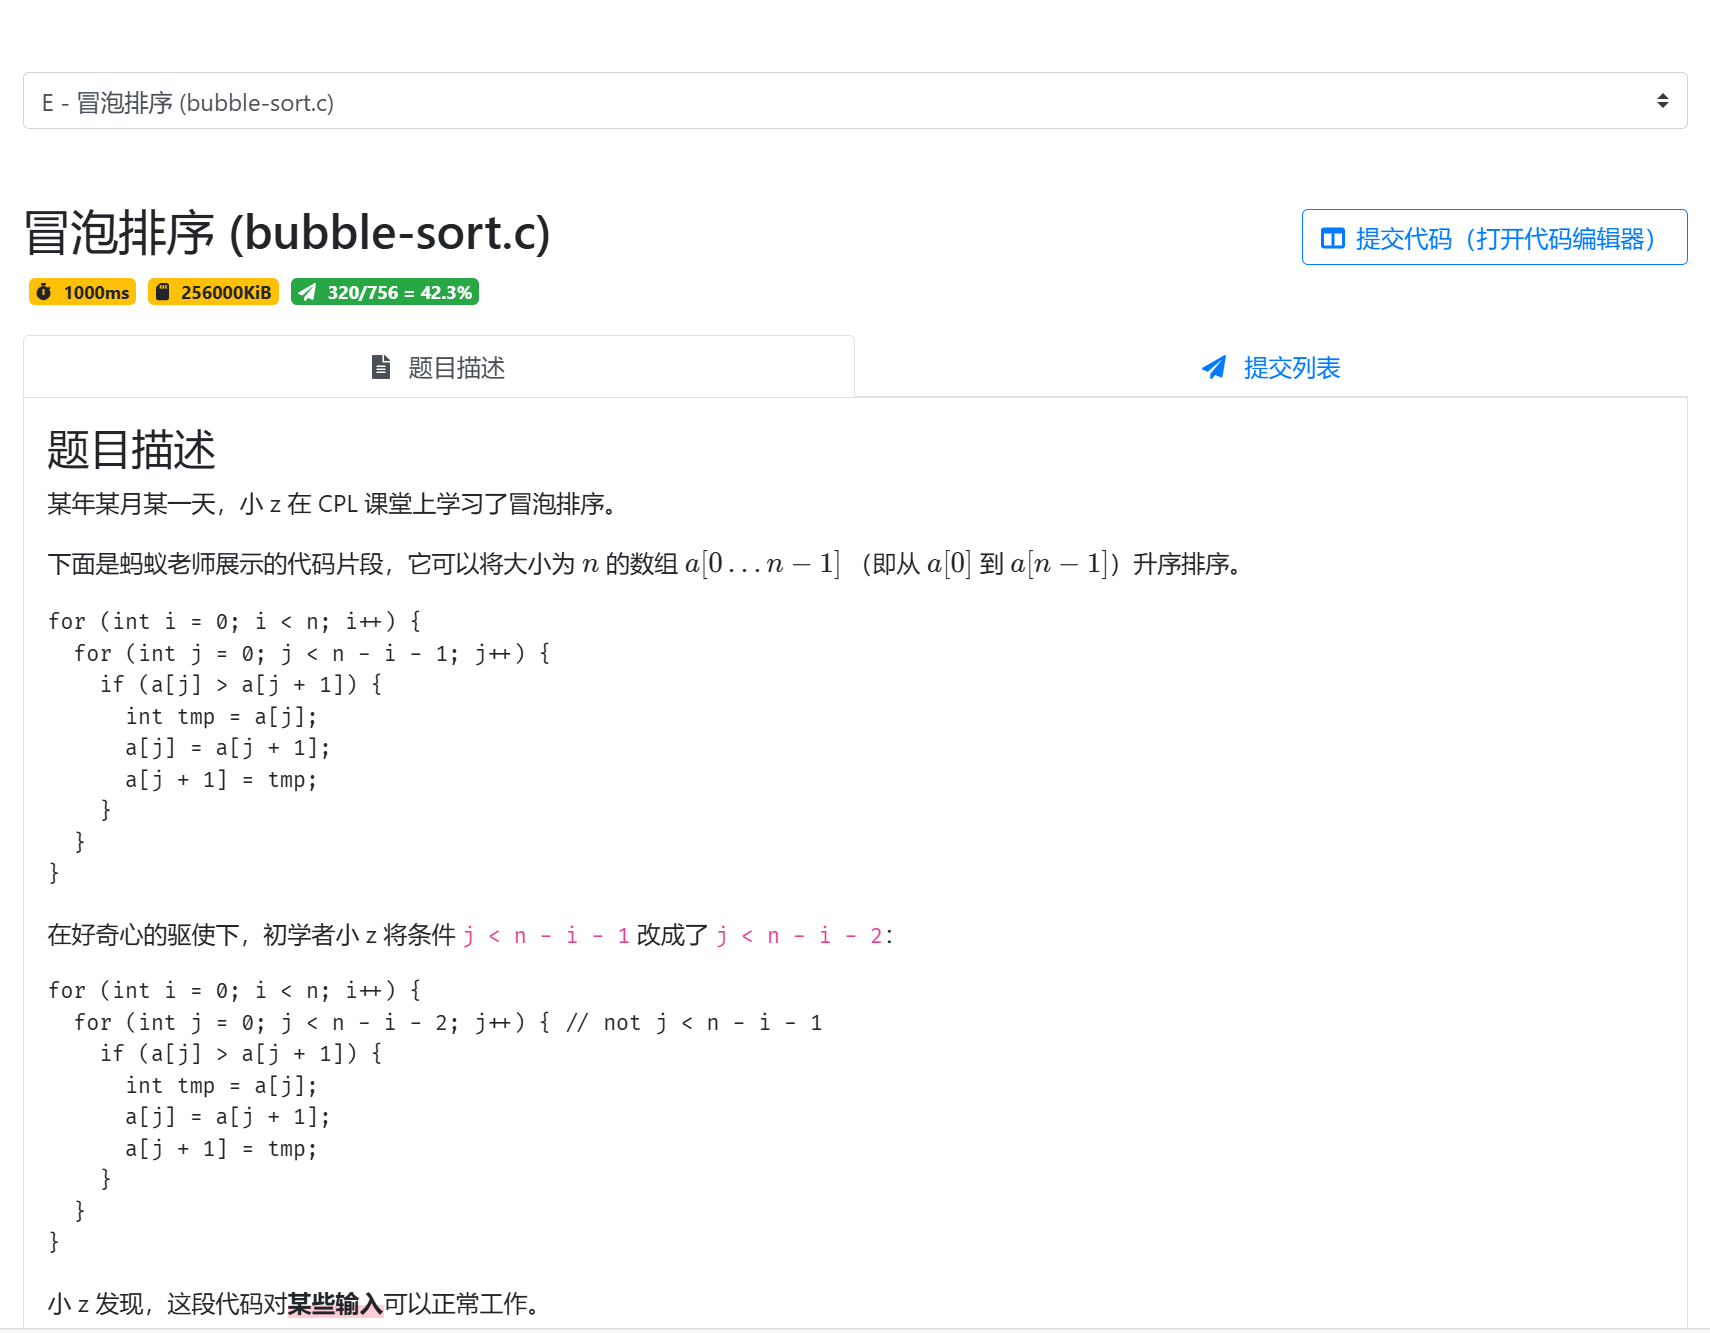 E - 冒泡排序 (bubble-sort.c)
冒泡排序 (bubble-sort.c)
提交代码（打开代码编辑器）
1000ms 256000KiB 320/756 = 42.3%
题目描述 提交列表
题目描述
某年某月某一天，小 z 在 CPL 课堂上学习了冒泡排序。
下面是蚂蚁老师展示的代码片段，它可以将大小为 n 的数组 a[0…n − 1]（即从 a[0] 到 a[n − 1]）升序排序。
for (int i = 0; i < n; i++) {
  for (int j = 0; j < n - i - 1; j++) {
    if (a[j] > a[j + 1]) {
      int tmp = a[j];
      a[j] = a[j + 1];
      a[j + 1] = tmp;
    }
  }
}
在好奇心的驱使下，初学者小 z 将条件 j < n - i - 1 改成了 j < n - i - 2：
for (int i = 0; i < n; i++) {
  for (int j = 0; j < n - i - 2; j++) { // not j < n - i - 1
    if (a[j] > a[j + 1]) {
      int tmp = a[j];
      a[j] = a[j + 1];
      a[j + 1] = tmp;
    }
  }
}
小 z 发现，这段代码对某些输入可以正常工作。